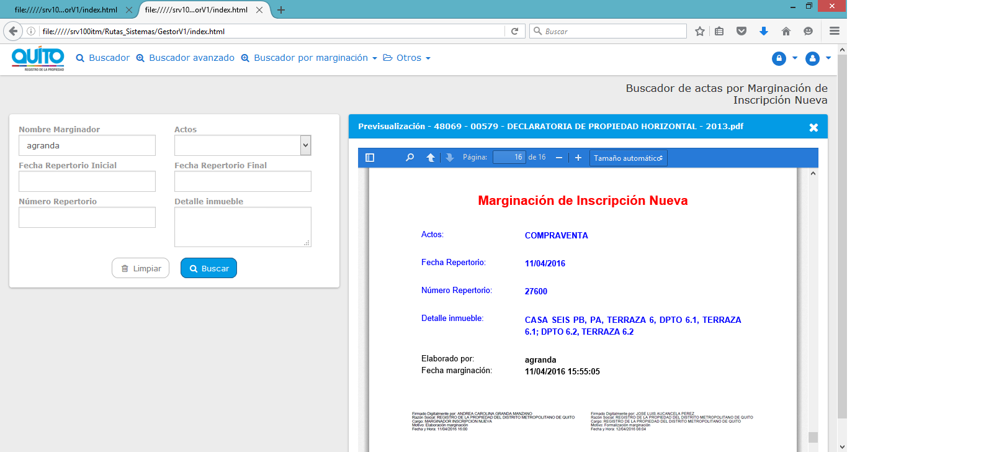 file://///srv10...orV1/index.html
file://///srv10...orV1/index.html
file://///srv100itm/Rutas_Sistemas/GestorV1/index.html
Buscar
QUITO
REGISTRO DE LA PROPIEDAD
Buscador
Buscador avanzado
Buscador por marginación
Otros
Buscador de actas por Marginación de
Inscripción Nueva
Nombre Marginador
Actos
agranda
Fecha Repertorio Inicial
Fecha Repertorio Final
Número Repertorio
Detalle inmueble
Limpiar
Buscar
Previsualización - 48069 - 00579 - DECLARATORIA DE PROPIEDAD HORIZONTAL - 2013.pdf
Página: 16 de 16
Tamaño automático
Marginación de Inscripción Nueva
Actos: COMPRAVENTA
Fecha Repertorio: 11/04/2016
Número Repertorio: 27600
Detalle inmueble: CASA SEIS PB, PA, TERRAZA 6, DPTO 6.1, TERRAZA
6.1; DPTO 6.2, TERRAZA 6.2
Elaborado por: agranda
Fecha marginación: 11/04/2016 15:55:05
Firmado Digitalmente por: ANDREA CAROLINA GRANDA MANZANO
Razón Social: REGISTRO DE LA PROPIEDAD DEL DISTRITO METROPOLITANO DE QUITO
Cargo: MARGINADOR INSCRIPCION NUEVA
Motivo: Elaboración marginación
Fecha y Hora: 11/04/2016 16:00
Firmado Digitalmente por: JOSE LUIS AUCANCELA PEREZ
Razón Social: REGISTRO DE LA PROPIEDAD DEL DISTRITO METROPOLITANO DE QUITO
Cargo: REGISTRO DE LA PROPIEDAD DEL DISTRITO METROPOLITANO DE QUITO
Motivo: Formalización marginación
Fecha y Hora: 12/04/2016 08:04